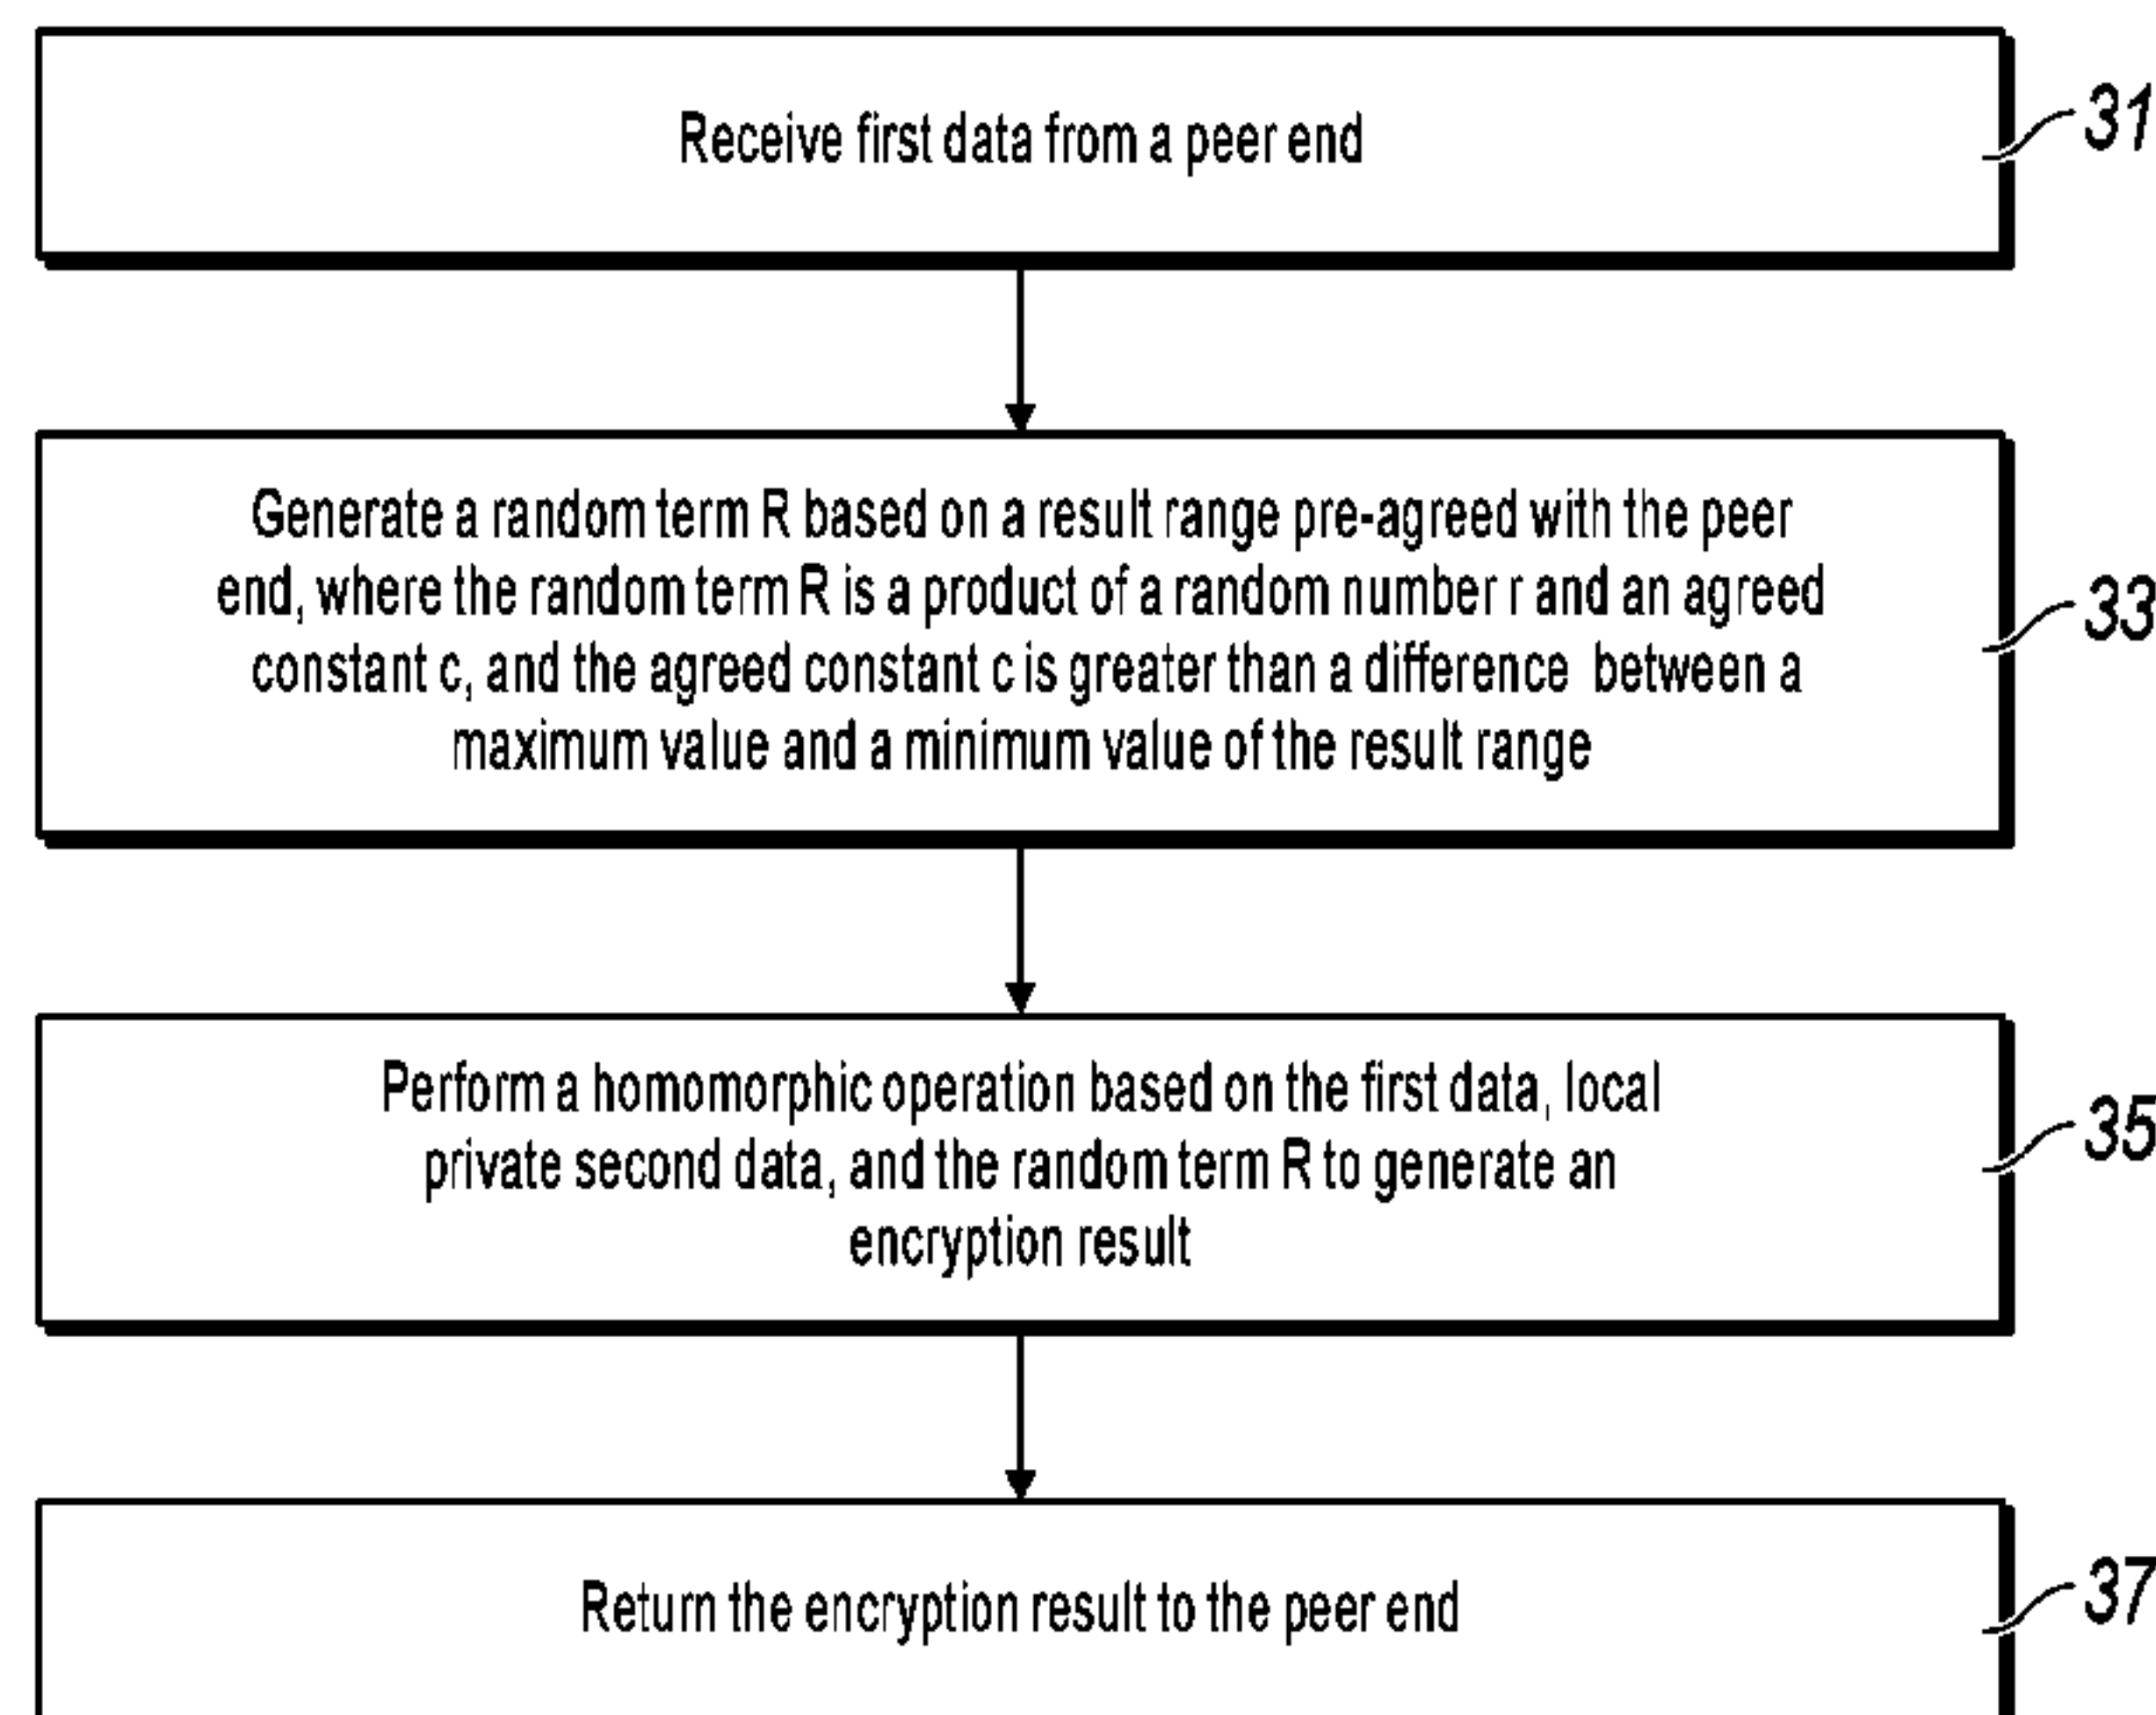 Receive first data from a peer end
31
Generate a random term R based on a result range pre-agreed with the peer
end, where the random term R is a product of a random number r and an agreed
constant c, and the agreed constant c is greater than a difference between a
maximum value and a minimum value of the result range
33
Perform a homomorphic operation based on the first data, local
private second data, and the random term R to generate an
encryption result
35
Return the encryption result to the peer end
37